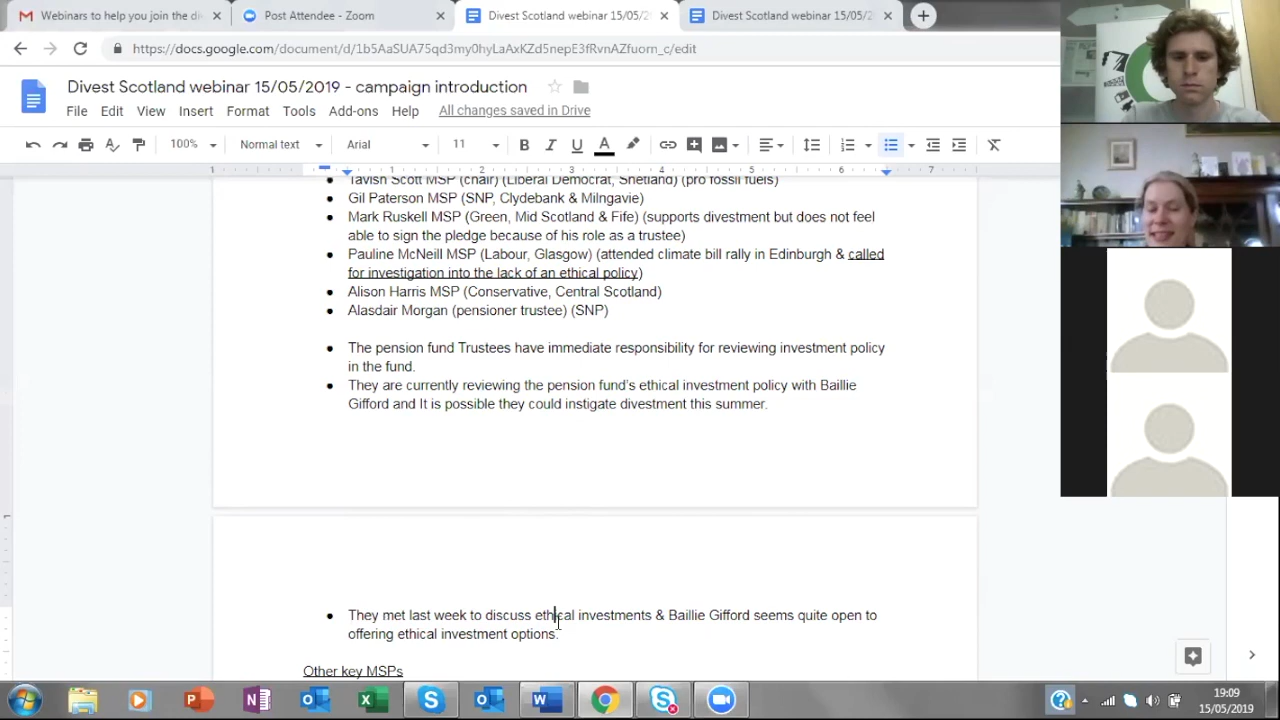 Webinars to help you join the di
Post Attendee - Zoom
Divest Scotland webinar 15/05/2
Divest Scotland webinar 15/05/2
https://docs.google.com/document/d/1b5AaSUA75qd3my0hyLaAxKZd5nepE3fRvnAZfuom_c/edit
Divest Scotland webinar 15/05/2019 - campaign introduction
File Edit View Insert Format Tools Add-ons Help All changes saved in Drive
Normal text Arial 11 B I U A
1 1 2 3 4 5 6 7
Tavish Scott MSP (chair) (Liberal Democrat, Shetland) (pro fossil fuels)
Gil Paterson MSP (SNP, Clydebank & Milngavie)
Mark Ruskell MSP (Green, Mid Scotland & Fife) (supports divestment but does not feel
able to sign the pledge because of his role as a trustee)
Pauline McNeill MSP (Labour, Glasgow) (attended climate bill rally in Edinburgh & called
for investigation into the lack of an ethical policy)
Alison Harris MSP (Conservative, Central Scotland)
Alasdair Morgan (pensioner trustee) (SNP)
The pension fund Trustees have immediate responsibility for reviewing investment policy
in the fund.
They are currently reviewing the pension fund's ethical investment policy with Baillie
Gifford and It is possible they could instigate divestment this summer.
They met last week to discuss ethical investments & Baillie Gifford seems quite open to
offering ethical investment options.
Other key MSPs
19:09
15/05/2019